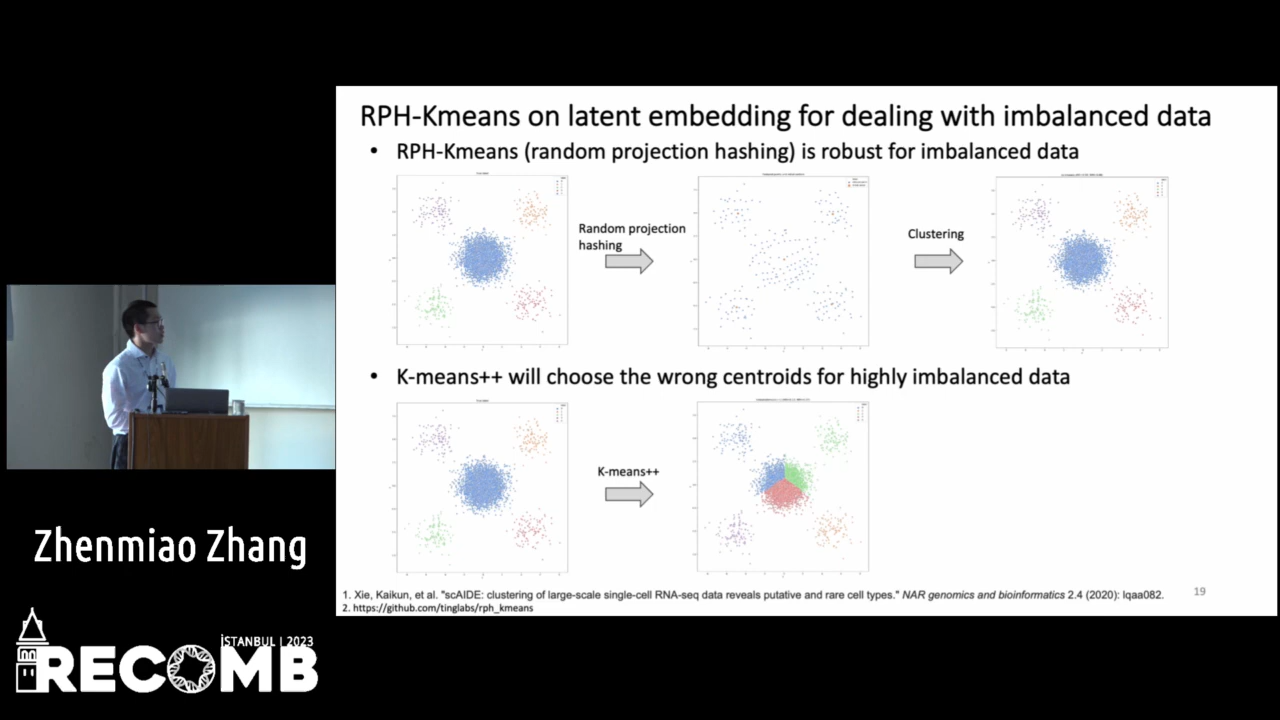 RPH-Kmeans on latent embedding for dealing with imbalanced data
• RPH-Kmeans (random projection hashing) is robust for imbalanced data
Random projection
hashing
Clustering
• K-means++ will choose the wrong centroids for highly imbalanced data
K-means++
1. Xie, Kaikun, et al. "scAIDE: clustering of large-scale single-cell RNA-seq data reveals putative and rare cell types." NAR genomics and bioinformatics 2.4 (2020): lqaa082.
2. https://github.com/tinglabs/rph_kmeans
19
Zhenmiao Zhang
İSTANBUL | 2023
RECOMB